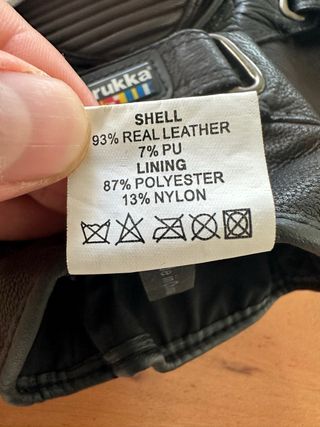 rukka
SHELL
93% REAL LEATHER
7% PU
LINING
87% POLYESTER
13% NYLON